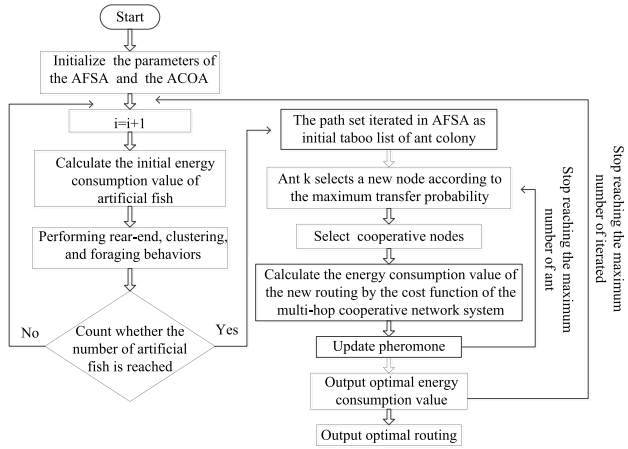 Start
Initialize the parameters of
the AFSA and the ACOA
i=i+1
Calculate the initial energy
consumption value of
artificial fish
Performing rear-end, clustering,
and foraging behaviors
Count whether the
number of artificial
fish is reached
No
Yes
The path set iterated in AFSA as
initial taboo list of ant colony
Ant k selects a new node according to
the maximum transfer probability
Select cooperative nodes
Calculate the energy consumption value of
the new routing by the cost function of the
multi-hop cooperative network system
Update pheromone
Output optimal energy
consumption value
Output optimal routing
Stop reaching the maximum
number of ant
Stop reaching the maximum
number of iterated